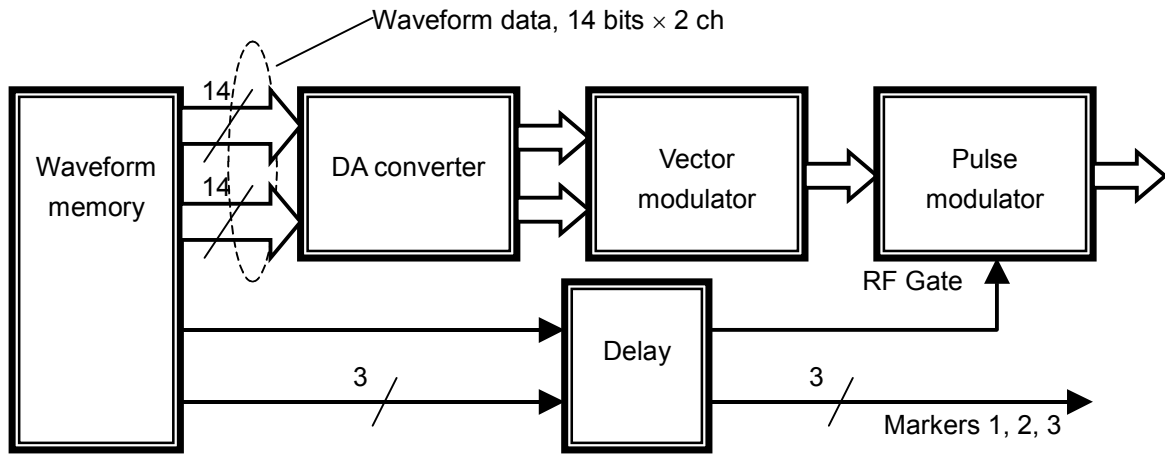 Waveform data, 14 bits × 2 ch
14
14
Waveform
memory
DA converter
Vector
modulator
Pulse
modulator
RF Gate
Delay
3
3
Markers 1, 2, 3